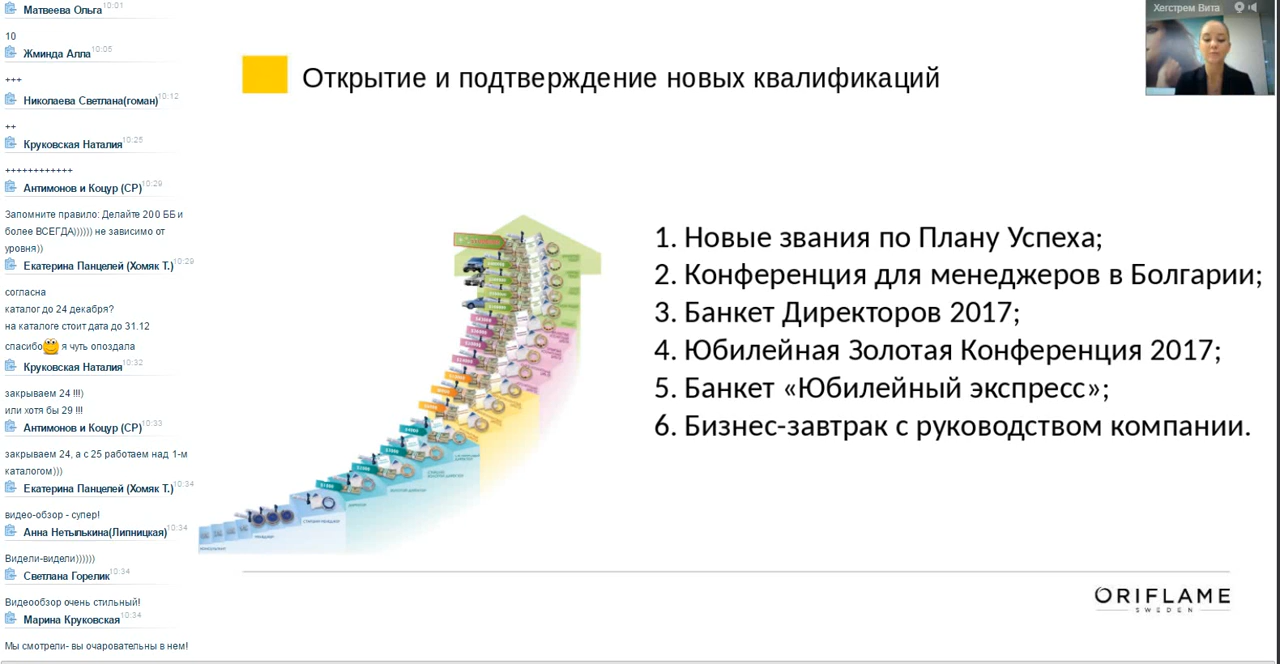 Матвеева Ольга 10:01
10
Жминда Алла 10:05
+++
Николаева Светлана(гоман) 10:12
++
Круковская Наталия 10:25
++++++++++++
Антимонов и Коцур (СР) 10:29
Запомните правило: Делайте 200 ББ и
более ВСЕГДА)))))) не зависимо от
уровня))
Екатерина Панцелей (Хомяк Т.) 10:29
согласна
каталог до 24 декабря?
на каталоге стоит дата до 31.12
спасибо я чуть опоздала
Круковская Наталия 10:32
закрываем 24 !!!)
или хотя бы 29 !!!
Антимонов и Коцур (СР) 10:33
закрываем 24, а с 25 работаем над 1-м
каталогом)))
Екатерина Панцелей (Хомяк Т.) 10:34
видео-обзор - супер!
Анна Нетылькина(Липницкая) 10:34
Видели-видели))))))
Светлана Горелик 10:34
Видеообзор очень стильный!
Марина Круковская 10:34
Мы смотрели- вы очаровательны в нем!
Хегстрем Вита
Открытие и подтверждение новых квалификаций
1. Новые звания по Плану Успеха;
2. Конференция для менеджеров в Болгарии;
3. Банкет Директоров 2017;
4. Юбилейная Золотая Конференция 2017;
5. Банкет «Юбилейный экспресс»;
6. Бизнес-завтрак с руководством компании.
ORIFLAME
SWEDEN